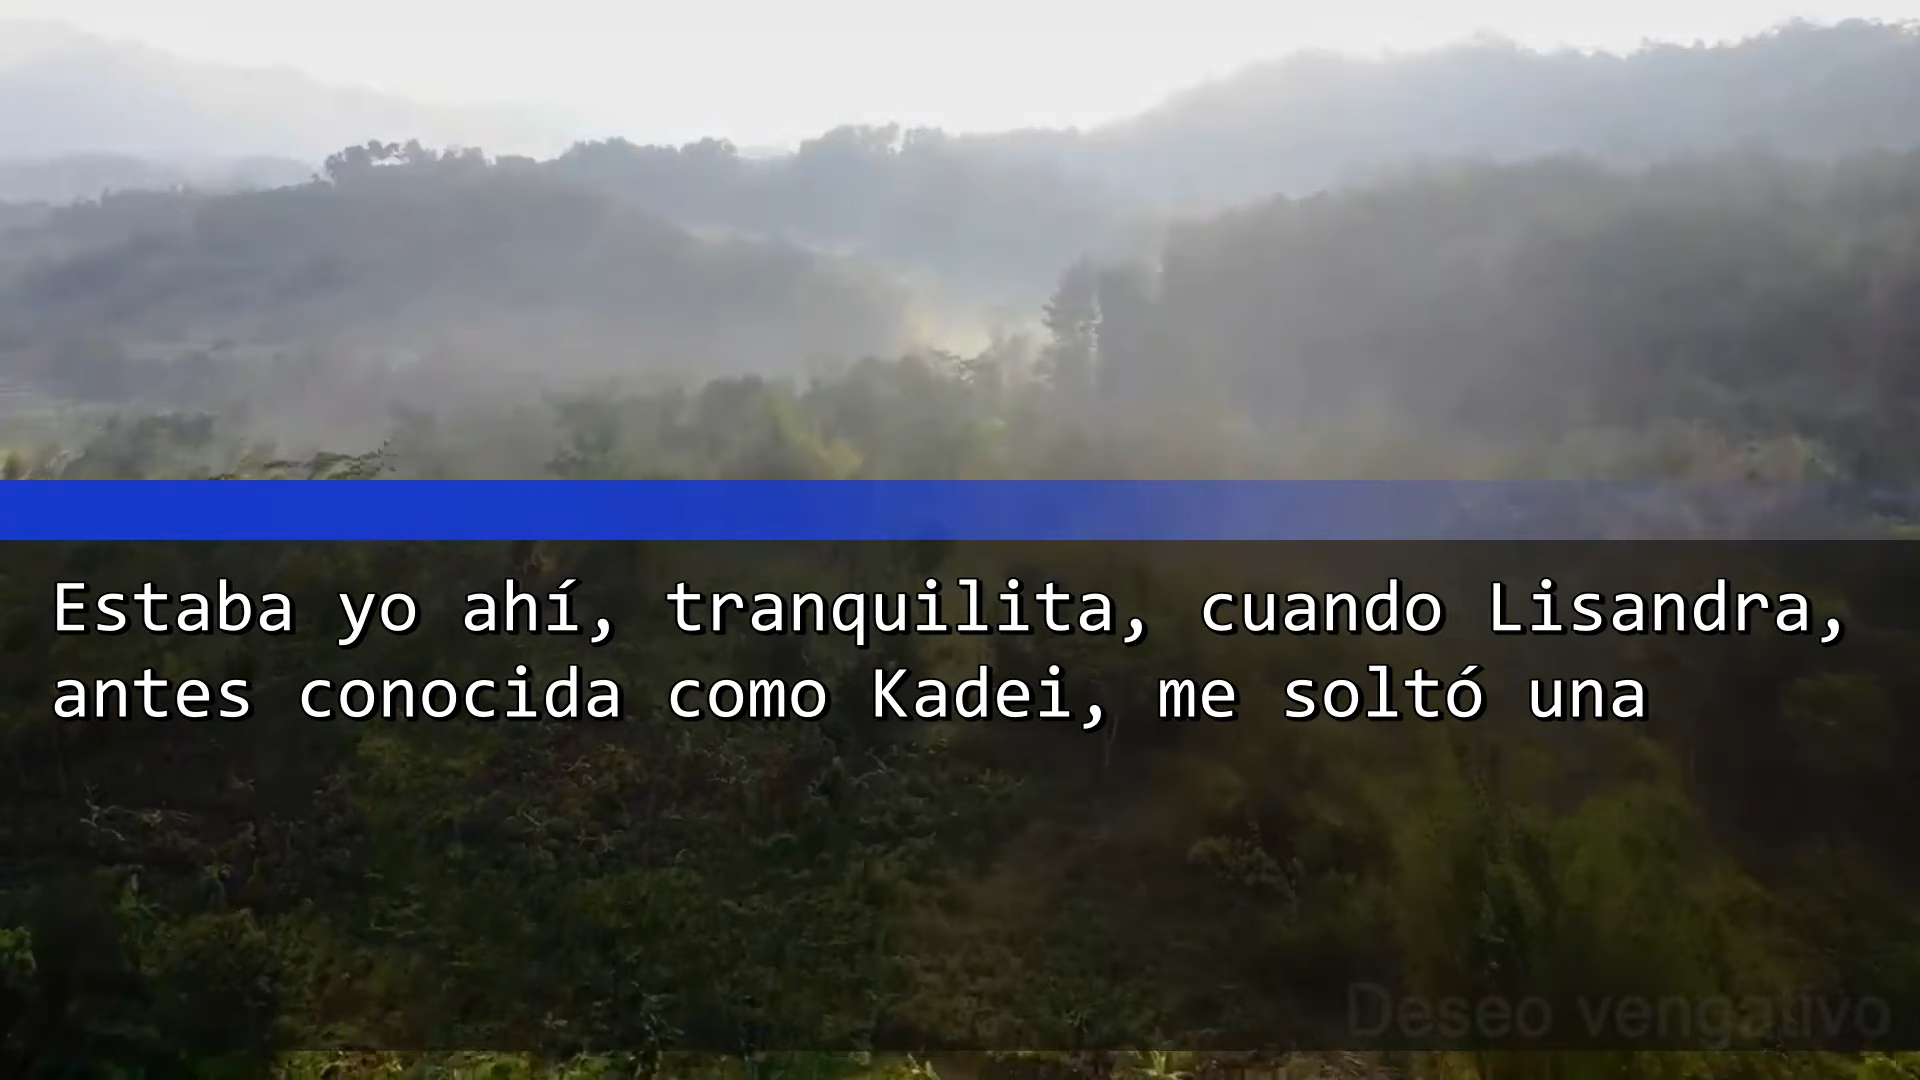 Estaba yo ahí, tranquilita, cuando Lisandra,
antes conocida como Kadei, me soltó una
Deseo vengativo